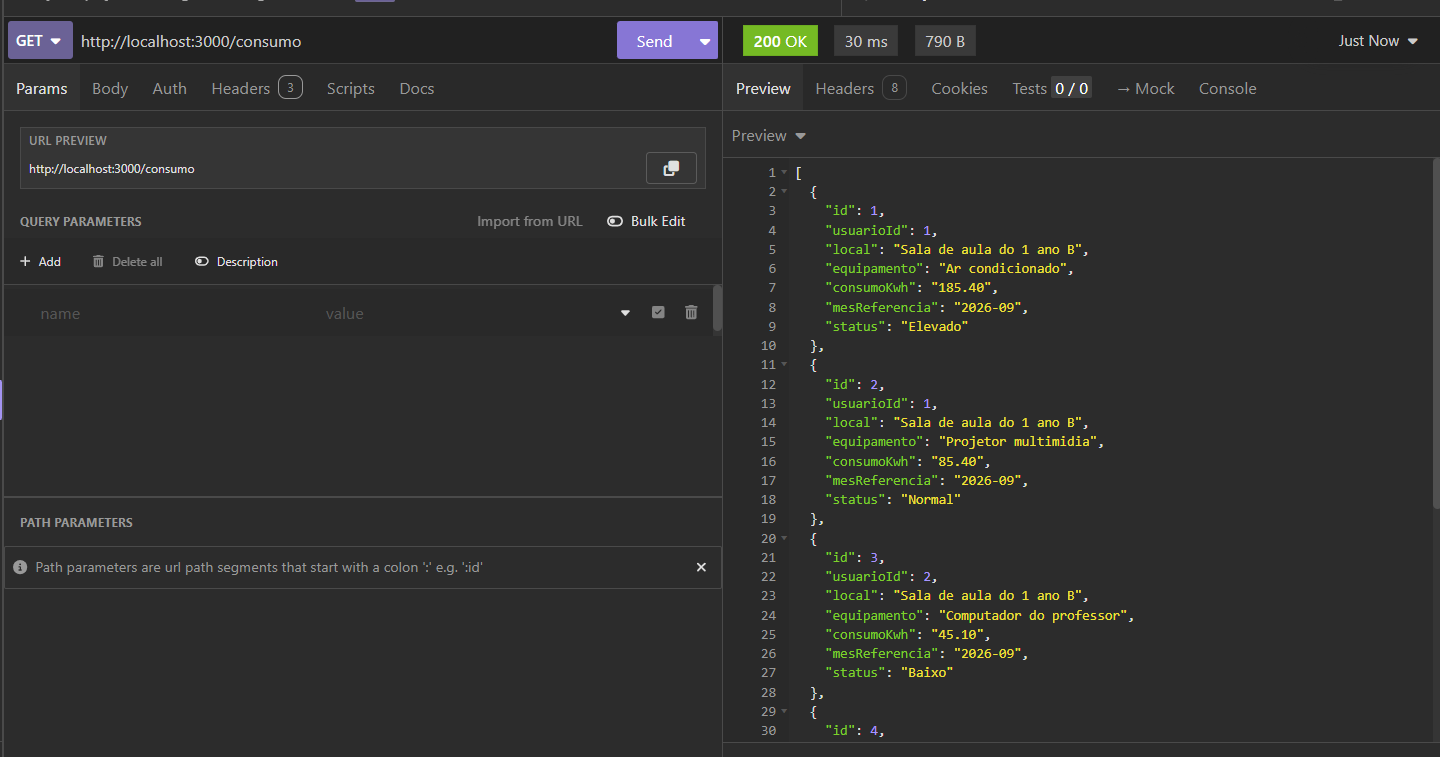 GET http://localhost:3000/consumo Send 200 OK 30 ms 790 B Just Now
Params Body Auth Headers 3 Scripts Docs
URL PREVIEW
http://localhost:3000/consumo
QUERY PARAMETERS Import from URL Bulk Edit
+ Add Delete all Description
name value
PATH PARAMETERS
Path parameters are url path segments that start with a colon ':' e.g. ':id'
Preview Headers 8 Cookies Tests 0 / 0 → Mock Console
Preview
1 [
2 {
3 "id": 1,
4 "usuarioId": 1,
5 "local": "Sala de aula do 1 ano B",
6 "equipamento": "Ar condicionado",
7 "consumoKwh": "185.40",
8 "mesReferencia": "2026-09",
9 "status": "Elevado"
10 },
11 {
12 "id": 2,
13 "usuarioId": 1,
14 "local": "Sala de aula do 1 ano B",
15 "equipamento": "Projetor multimidia",
16 "consumoKwh": "85.40",
17 "mesReferencia": "2026-09",
18 "status": "Normal"
19 },
20 {
21 "id": 3,
22 "usuarioId": 2,
23 "local": "Sala de aula do 1 ano B",
24 "equipamento": "Computador do professor",
25 "consumoKwh": "45.10",
26 "mesReferencia": "2026-09",
27 "status": "Baixo"
28 },
29 {
30 "id": 4,